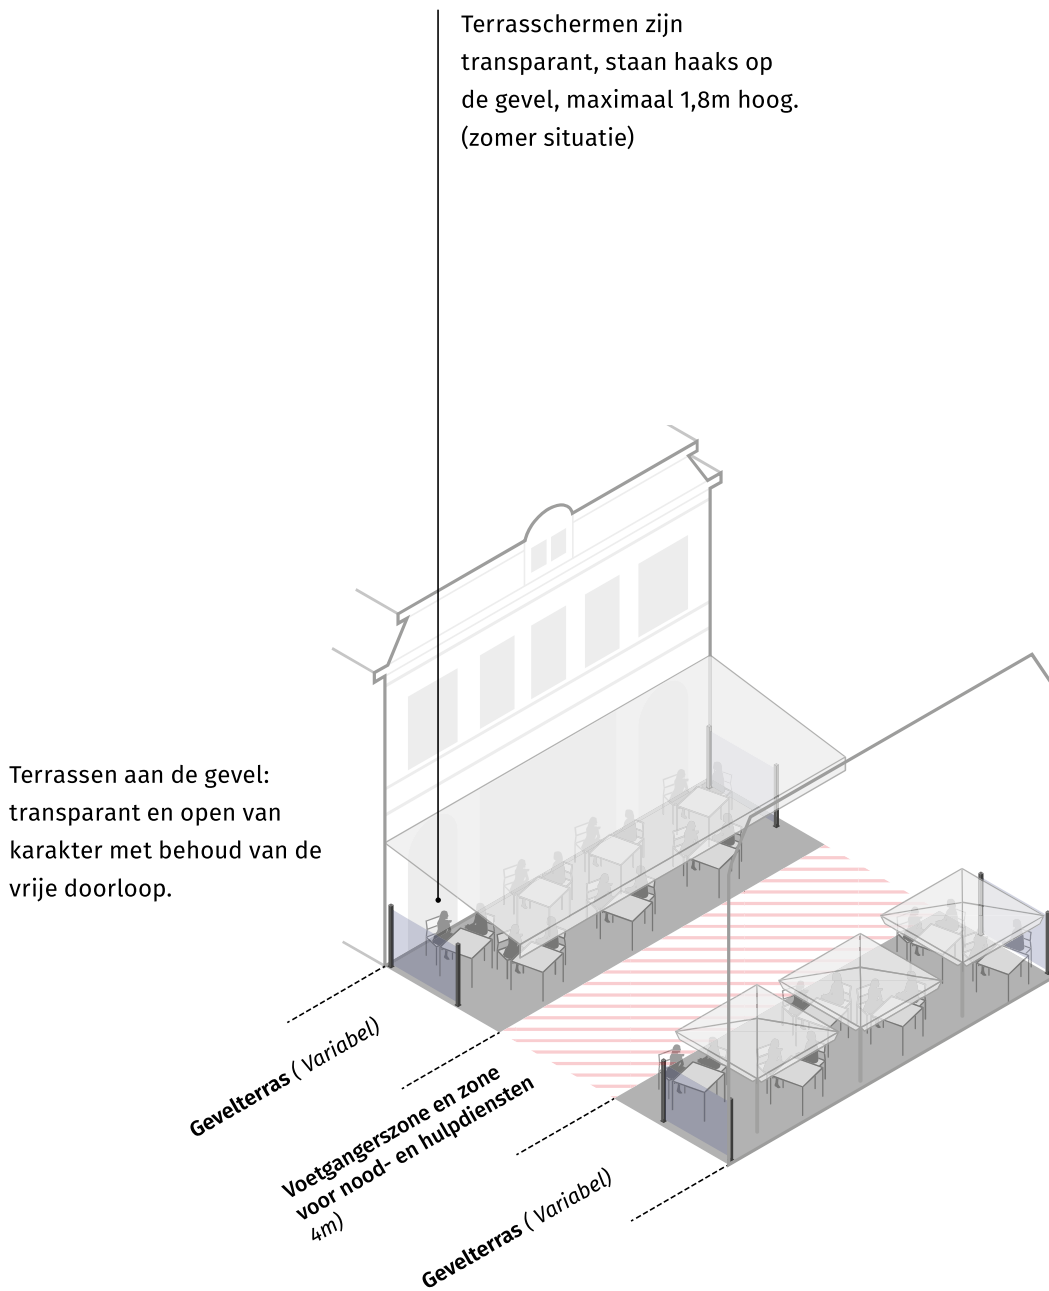 Terrasschermen zijn
transparant, staan haaks op
de gevel, maximaal 1,8m hoog.
(zomer situatie)
Terrassen aan de gevel:
transparant en open van
karakter met behoud van de
vrije doorloop.
Gevelterras ( Variabel)
Voetgangerszone en zone
voor nood- en hulpdiensten
4m)
Gevelterras ( Variabel)